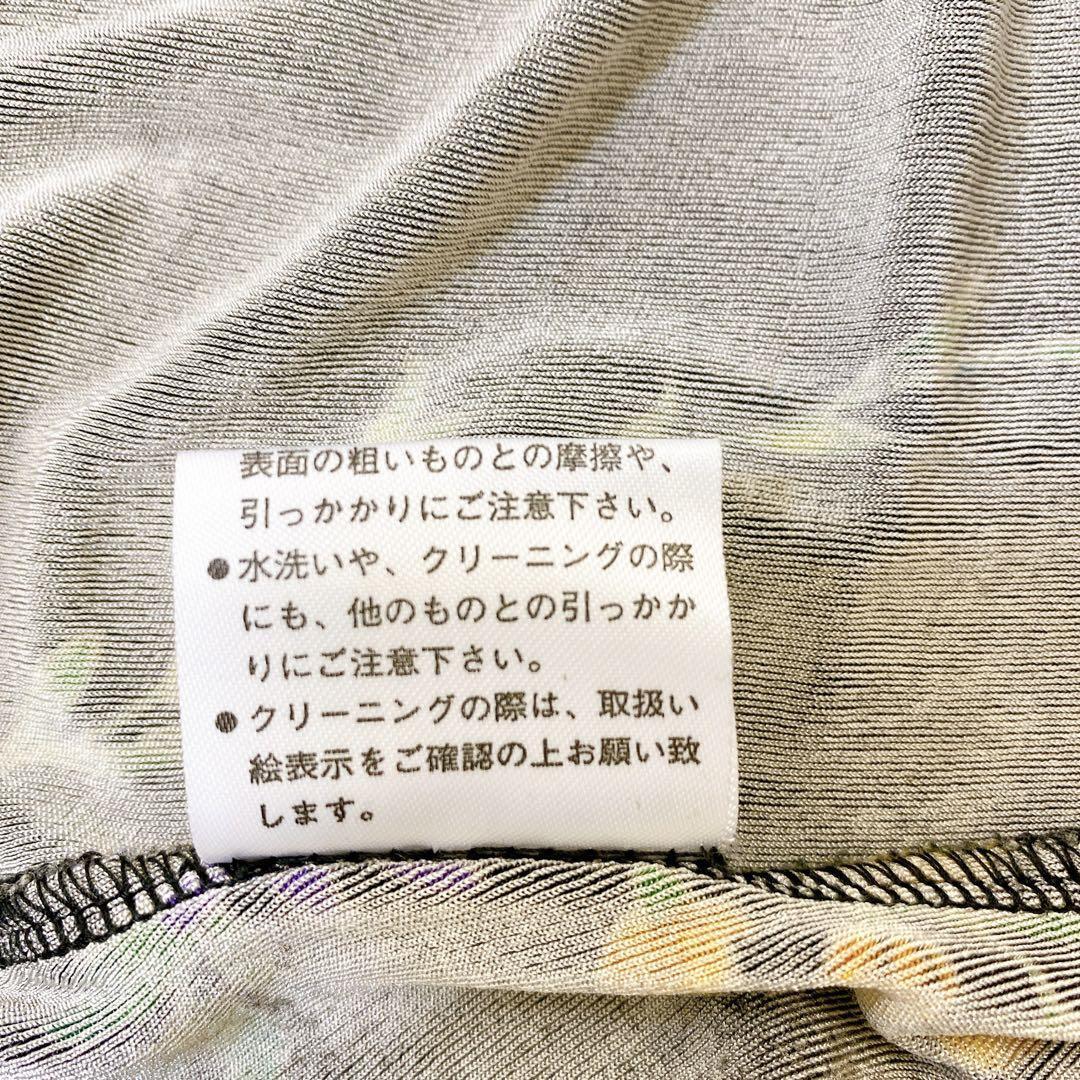 表面の粗いものとの摩擦や、
引っかかりにご注意下さい。
●水洗いや、クリーニングの際
にも、他のものとの引っかか
りにご注意下さい。
●クリーニングの際は、取扱い
絵表示をご確認の上お願い致
します。